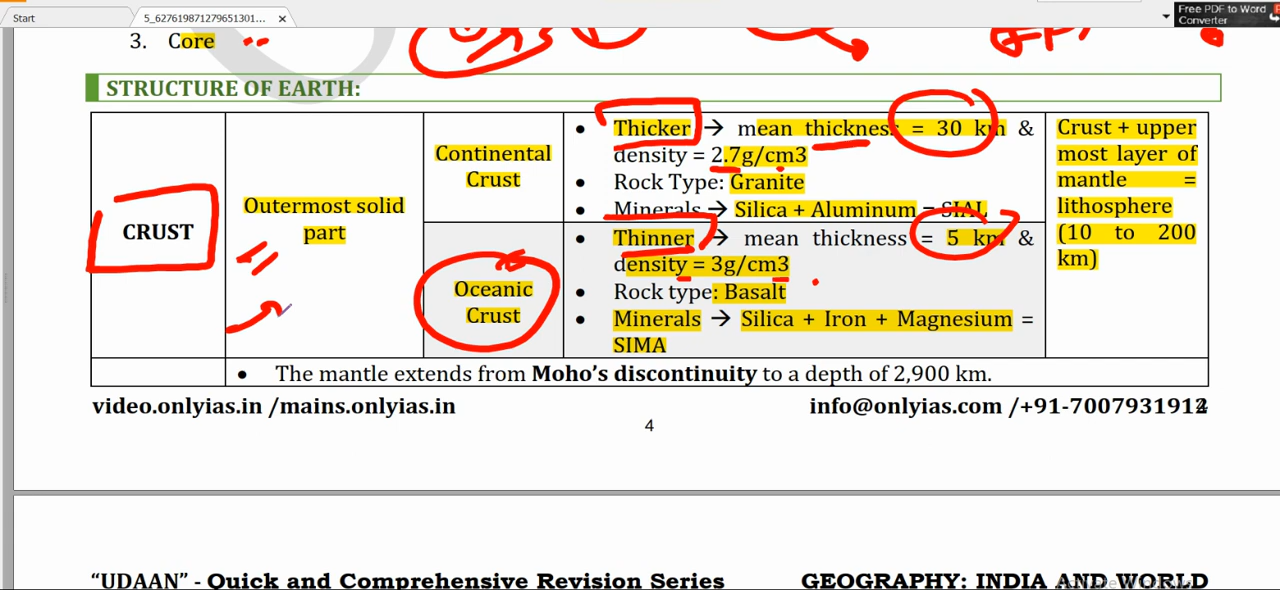 Start
5_627619871279651301...
Free PDF to Word
Converter
3. Core
STRUCTURE OF EARTH:
CRUST
Outermost solid
part
Continental
Crust
• Thicker → mean thickness = 30 km &
density = 2.7g/cm3
• Rock Type: Granite
• Minerals → Silica + Aluminum = SIAL
Oceanic
Crust
• Thinner → mean thickness = 5 km &
density = 3g/cm3
• Rock type: Basalt
• Minerals → Silica + Iron + Magnesium =
SIMA
Crust + upper
most layer of
mantle =
lithosphere
(10 to 200
km)
• The mantle extends from Moho's discontinuity to a depth of 2,900 km.
video.onlyias.in /mains.onlyias.in
info@onlyias.com /+91-7007931912
4
"UDAAN" - Quick and Comprehensive Revision Series
GEOGRAPHY: INDIA AND WORLD
Activate Windows